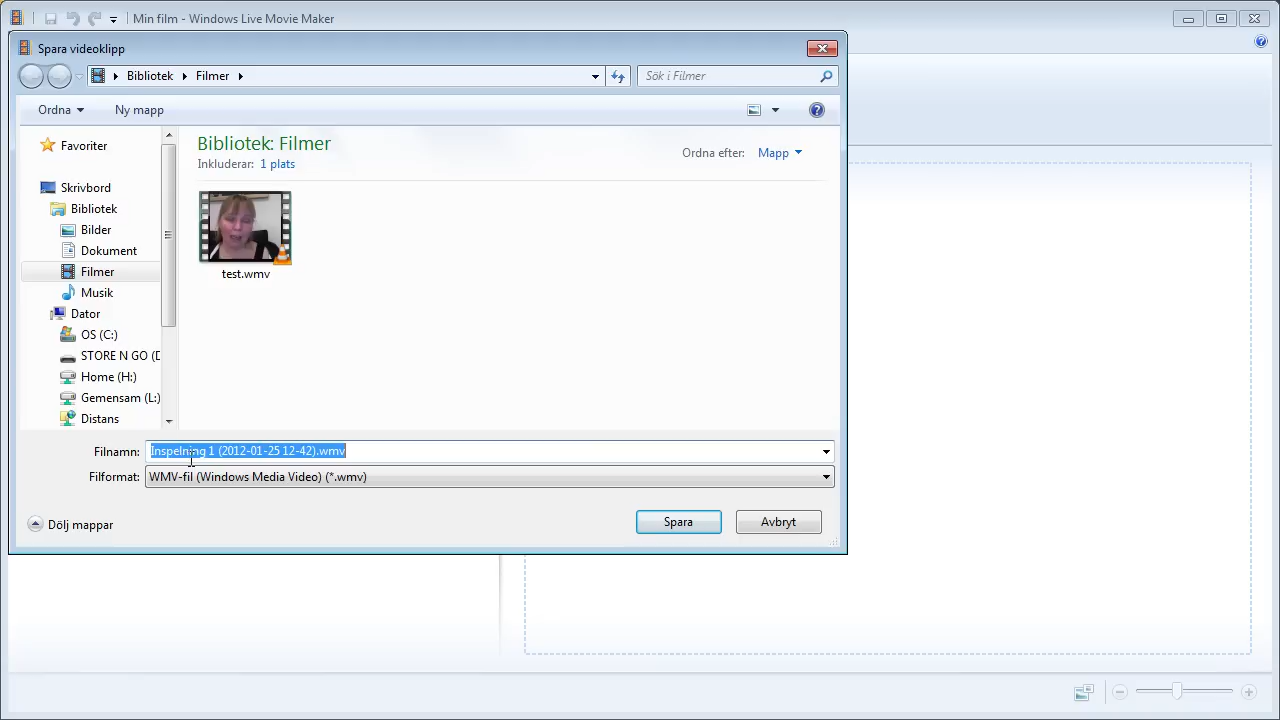 Min film - Windows Live Movie Maker
Spara videoklipp
Bibliotek Filmer
Sök i Filmer
Ordna Ny mapp
Favoriter
Skrivbord
Bibliotek
Bilder
Dokument
Filmer
Musik
Dator
OS (C:)
STORE N GO (D
Home (H:)
Gemensam (L:)
Distans
Bibliotek: Filmer
Inkluderar: 1 plats
Ordna efter: Mapp
test.wmv
Filnamn: Inspelning 1 (2012-01-25 12-42).wmv
Filformat: WMV-fil (Windows Media Video) (*.wmv)
Dölj mappar
Spara
Avbryt